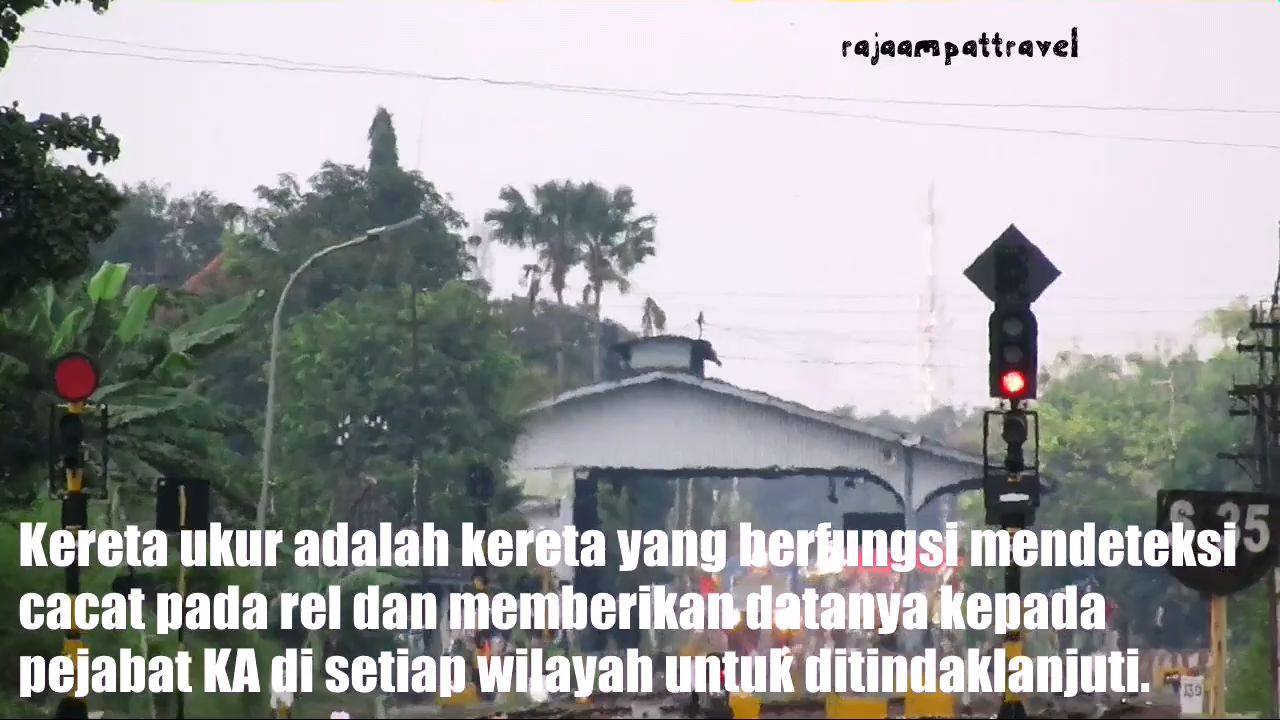 rajaampattravel
Kereta ukur adalah kereta yang berfungsi mendeteksi
cacat pada rel dan memberikan datanya kepada
pejabat KA di setiap wilayah untuk ditindaklanjuti.